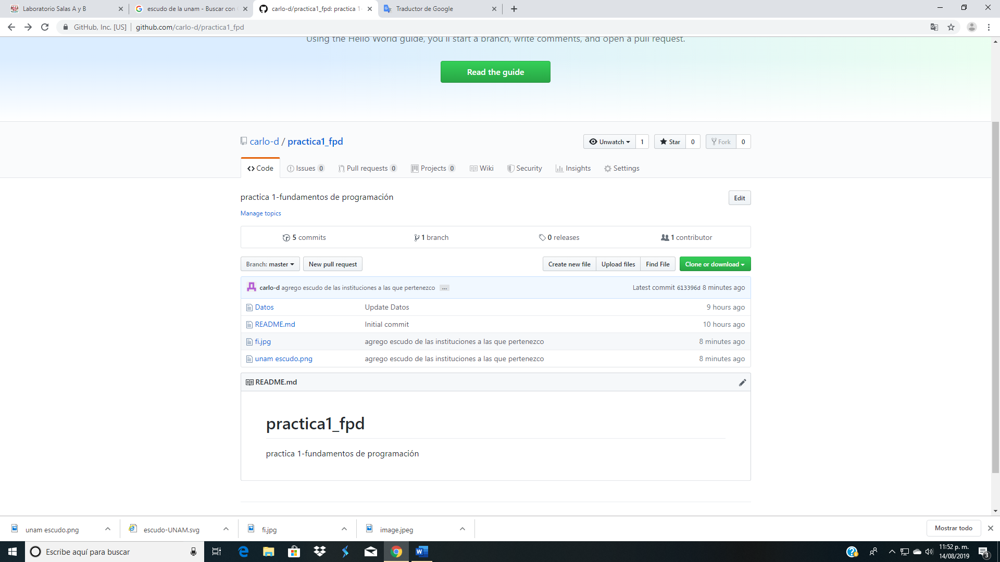 Laboratorio Salas A y B
escudo de la unam - Buscar con
carlo-d/practica1_fpd: practica 1-
Traductor de Google
GitHub, Inc. [US]
github.com/carlo-d/practica1_fpd
Using the Hello World guide, you'll start a branch, write comments, and open a pull request.
Read the guide
carlo-d / practica1_fpd
Unwatch 1
Star 0
Fork 0
Code
Issues 0
Pull requests 0
Projects 0
Wiki
Security
Insights
Settings
practica 1-fundamentos de programación
Edit
Manage topics
5 commits
1 branch
0 releases
1 contributor
Branch: master
New pull request
Create new file
Upload files
Find File
Clone or download
carlo-d agrego escudo de las instituciones a las que pertenezco ...
Latest commit 613396d 8 minutes ago
Datos Update Datos 9 hours ago
README.md Initial commit 10 hours ago
fi.jpg agrego escudo de las instituciones a las que pertenezco 8 minutes ago
unam escudo.png agrego escudo de las instituciones a las que pertenezco 8 minutes ago
README.md
practica1_fpd
practica 1-fundamentos de programación
unam escudo.png
escudo-UNAM.svg
fi.jpg
image.jpeg
Mostrar todo
Escribe aquí para buscar
11:52 p. m.
14/08/2019
3